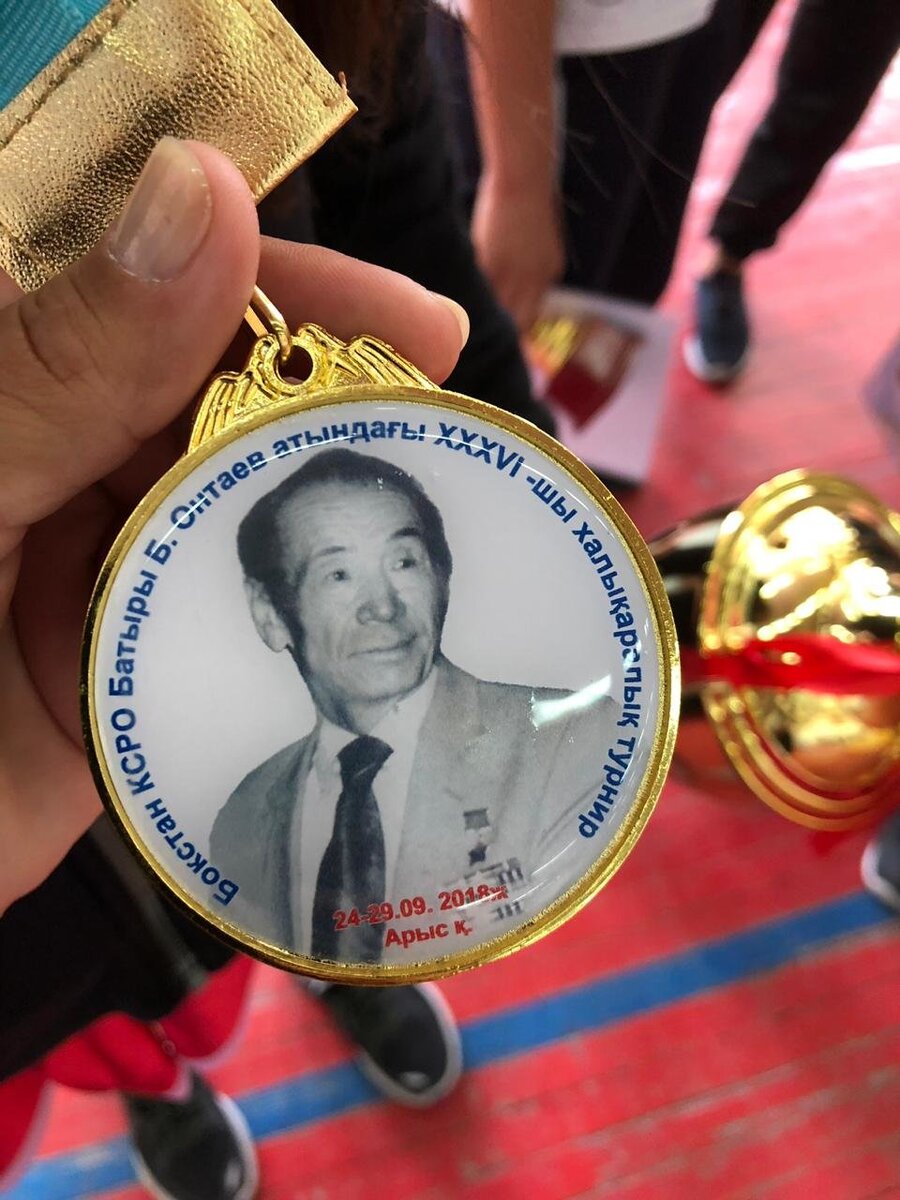 Бокстан КСРО Батыры Б. Онтаев атындағы XXXVI -шы халықаралық турнир
24-29.09. 2018ж
Арыс қ.